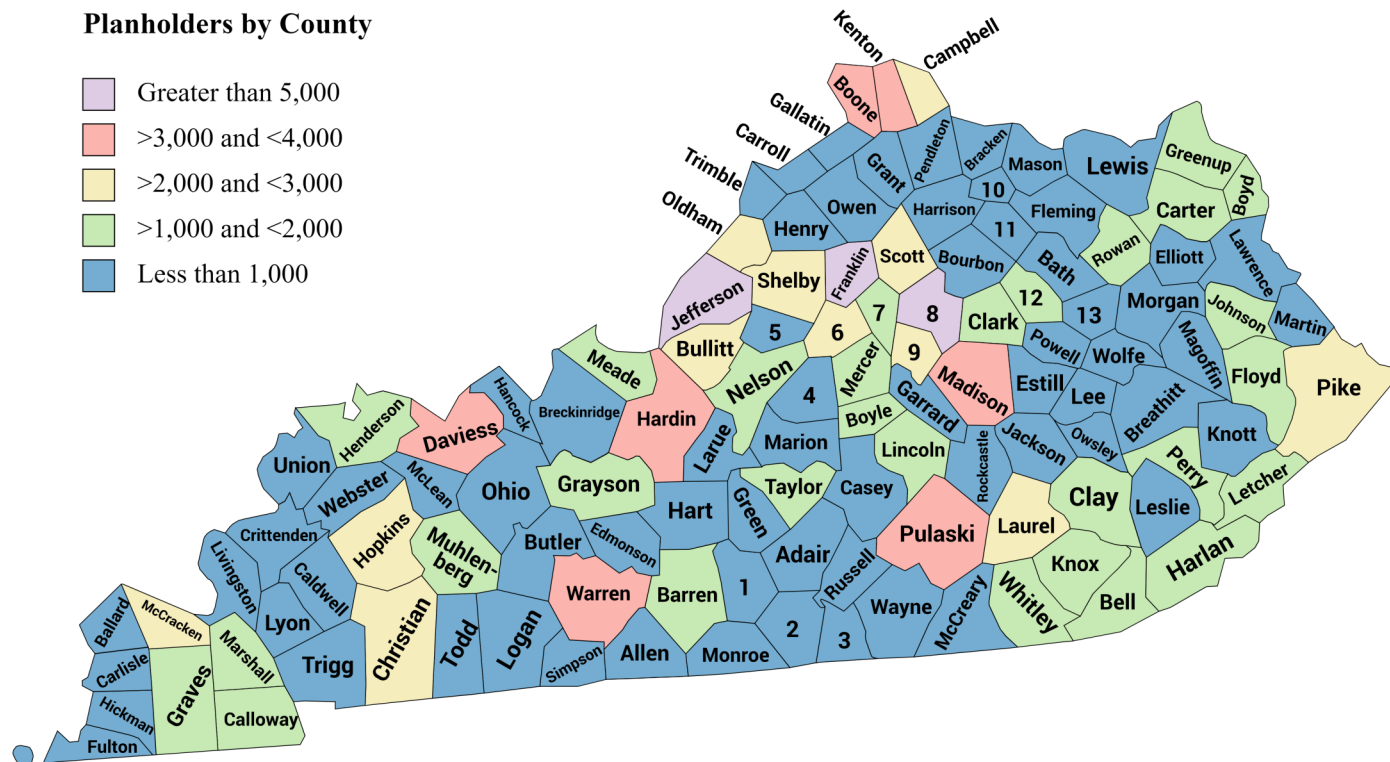 Planholders by County
Greater than 5,000
>3,000 and <4,000
>2,000 and <3,000
>1,000 and <2,000
Less than 1,000
Kenton
Campbell
Boone
Gallatin
Carroll
Trimble
Oldham
Grant
Pendleton
Bracken
Mason
Lewis
Greenup
Boyd
Carter
10
Owen
Harrison
Fleming
Henry
11
Rowan
Elliott
Lawrence
Shelby
Franklin
Scott
Bourbon
Bath
Jefferson
12
Morgan
Johnson
Martin
5
6
7
8
Clark
13
Magoffin
Bullitt
9
Powell
Wolfe
Meade
Nelson
Mercer
Madison
Estill
Lee
Floyd
Pike
Hancock
Breckinridge
Hardin
4
Garrard
Breathitt
Henderson
Daviess
Larue
Boyle
Marion
Lincoln
Rockcastle
Jackson
Owsley
Knott
Union
Webster
McLean
Ohio
Grayson
Taylor
Casey
Perry
Letcher
Clay
Leslie
Crittenden
Hopkins
Muhlen-
berg
Butler
Edmonson
Hart
Green
Adair
Pulaski
Laurel
Harlan
Livingston
Caldwell
Lyon
Warren
Barren
1
Russell
Wayne
McCreary
Whitley
Knox
Bell
Ballard
McCracken
Marshall
Trigg
Christian
Todd
Logan
Simpson
Allen
Monroe
2
3
Carlisle
Graves
Hickman
Calloway
Fulton